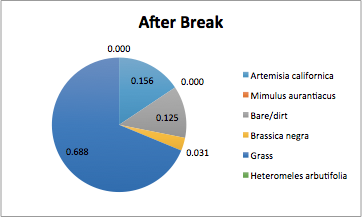 After Break
0.000
0.156
0.000
0.125
0.031
0.688
Artemisia californica
Mimulus aurantiacus
Bare/dirt
Brassica negra
Grass
Heteromeles arbutifolia